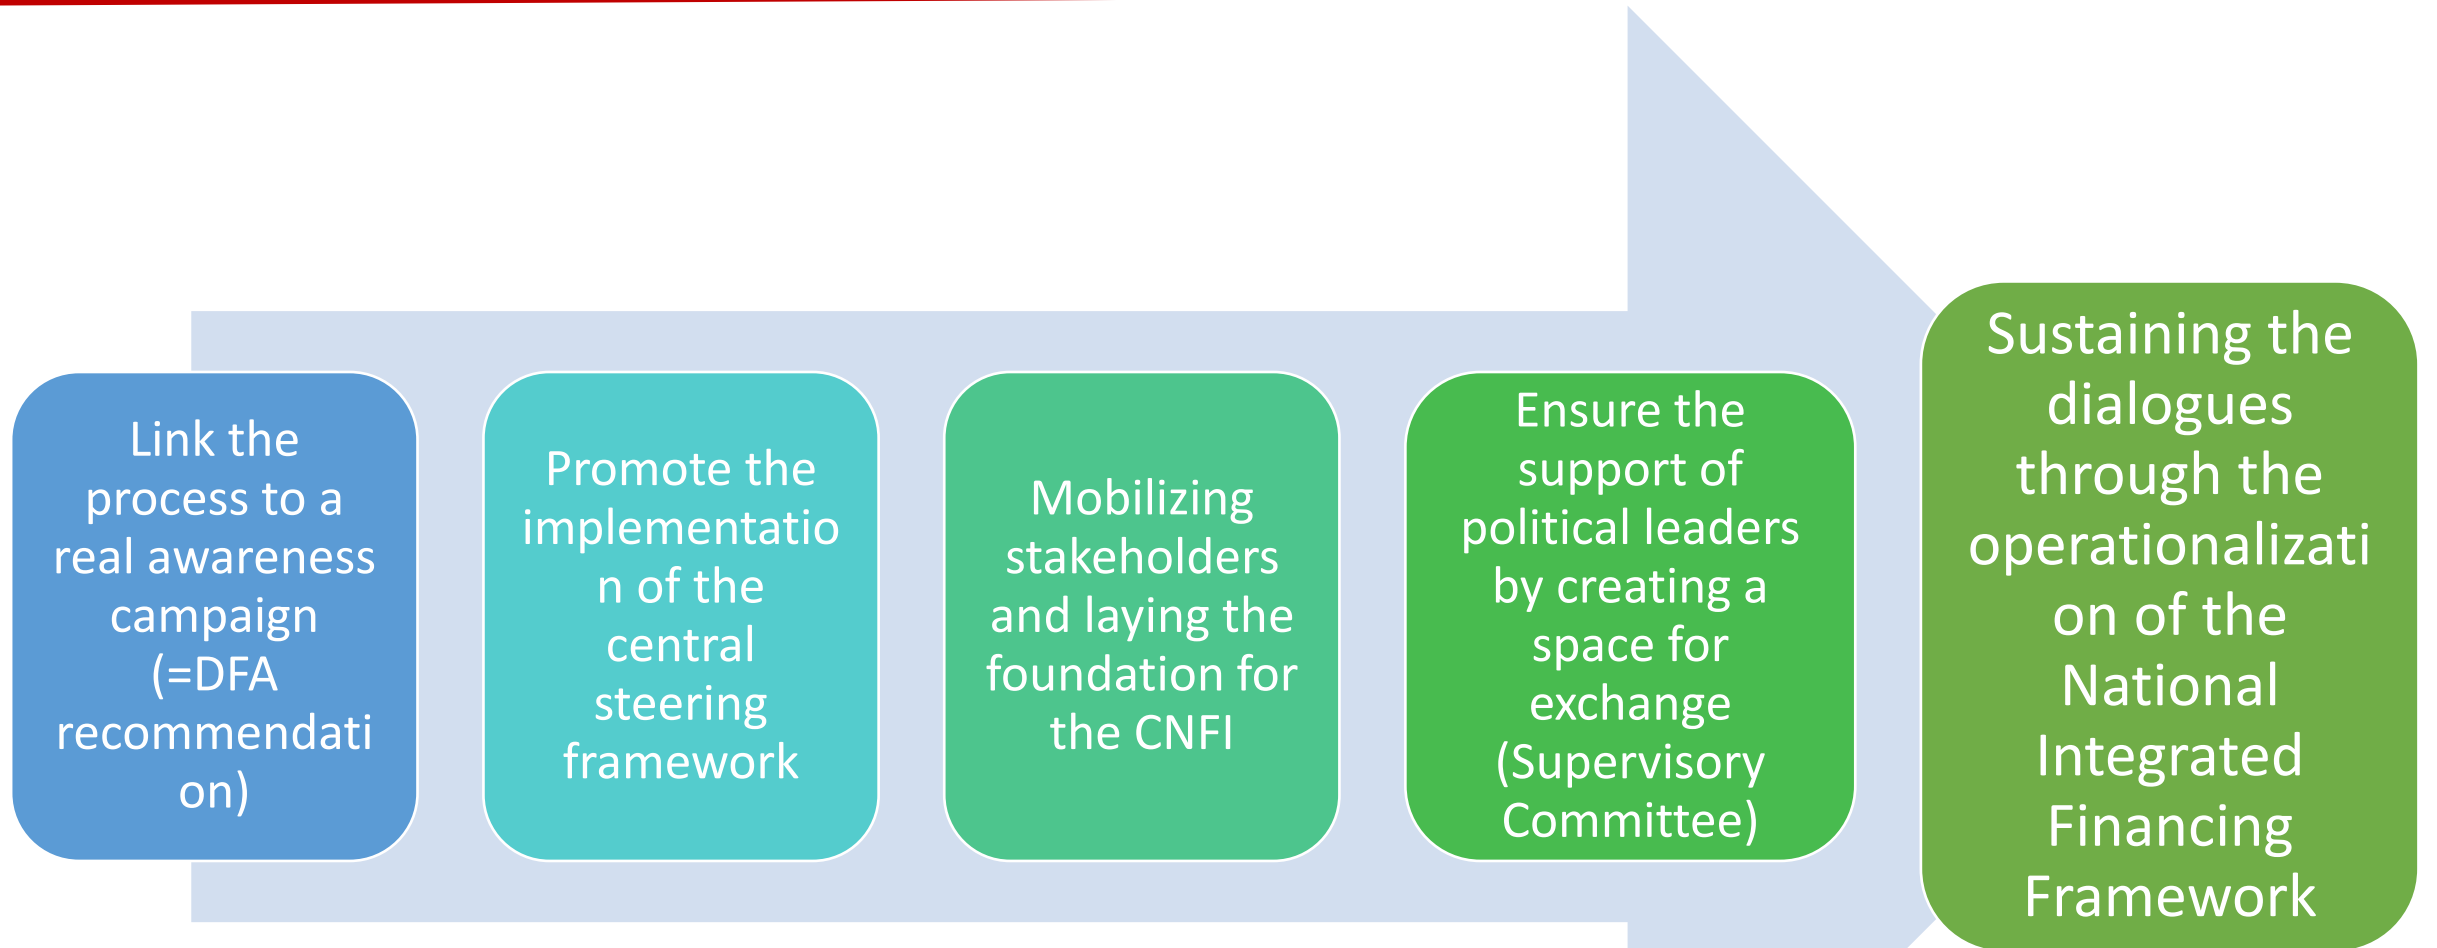 Link the
process to a
real awareness
campaign
(=DFA
recommendati
on)
Promote the
implementatio
n of the
central
steering
framework
Mobilizing
stakeholders
and laying the
foundation for
the CNFI
Ensure the
support of
political leaders
by creating a
space for
exchange
(Supervisory
Committee)
Sustaining the
dialogues
through the
operationalizati
on of the
National
Integrated
Financing
Framework